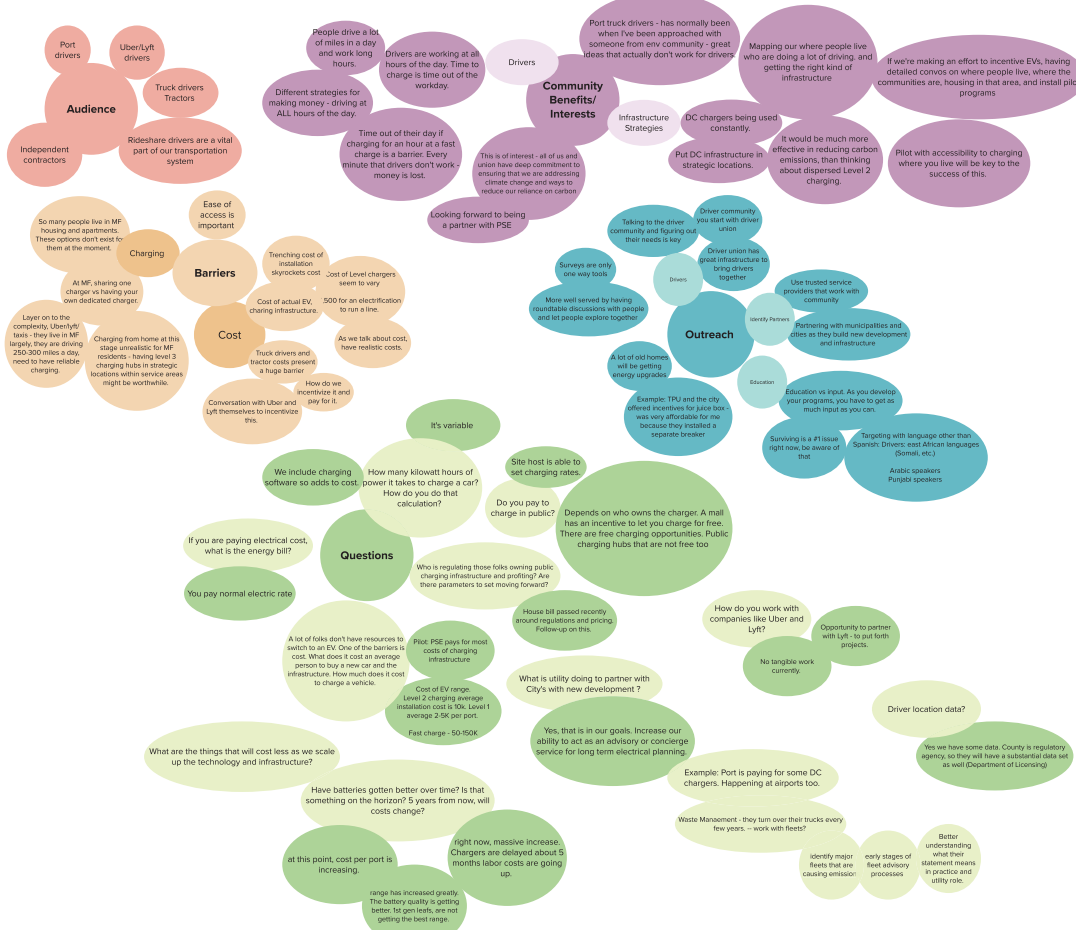 Port
drivers
Uber/Lyft
drivers
Truck drivers
Tractors
Audience
Independent
contractors
Rideshare drivers are a vital
part of our transportation
system
People drive a lot
of miles in a day
and work long
hours.
Drivers are working at all
hours of the day. Time to
charge is time out of the
workday.
Different strategies for
making money - driving at
ALL hours of the day.
Time out of their day if
charging for an hour at a fast
charge is a barrier. Every
minute that drivers don't work -
money is lost.
Drivers
Community
Benefits/
Interests
Port truck drivers - has normally been
when I've been approached with
someone from env community - great
ideas that actually don't work for drivers
Infrastructure
Strategies
This is of interest - all of us and
union have deep commitment to
ensuring that we are addressing
climate change and ways to
reduce our reliance on carbon
Looking forward to being
a partner with PSE
DC chargers being used
constantly.
Put DC infrastructure in
strategic locations.
Mapping our where people live
who are doing a lot of driving. and
getting the right kind of
infrastructure
It would be much more
effective in reducing carbon
emissions, than thinking
about dispersed Level 2
charging.
If we're making an effort to incentive EVs, having
detailed convos on where people live, where the
communities are, housing in that area, and install pilo
programs
Pilot with accessibility to charging
where you live will be key to the
success of this.
Ease of
access is
important
So many people live in MF
housing and apartments.
These options don't exist for
them at the moment.
Charging
Barriers
At MF, sharing one
charger vs having your
own dedicated charger.
Layer on to the
complexity, Uber/lyft/
taxis - they live in MF
largely, they are driving
250-300 miles a day,
need to have reliable
charging.
Charging from home at this
stage unrealistic for MF
residents - having level 3
charging hubs in strategic
locations within service areas
might be worthwhile.
Cost
Trenching cost of
installation
skyrockets cost
Cost of Level chargers
seem to vary
500 for an electrification
to run a line.
Cost of actual EV,
charing infrastructure.
As we talk about cost,
have realistic costs.
Truck drivers and
tractor costs present
a huge barrier
How do we
incentivize it and
pay for it.
Conversation with Uber and
Lyft themselves to incentivize
this.
Talking to the driver
community and figuring out
their needs is key
Driver community
you start with driver
union
Driver union has
great infrastructure to
bring drivers
together
Drivers
Surveys are only
one way tools
More well served by having
roundtable discussions with people
and let people explore together
Outreach
Identify Partners
Use trusted service
providers that work with
community
Partnering with municipalities and
cities as they build new development
and infrastructure
Education
A lot of old homes
will be getting
energy upgrades
Example: TPU and the city
offered incentives for juice box -
was very affordable for me
because they installed a
separate breaker
Education vs input. As you develop
your programs, you have to get as
much input as you can.
Surviving is a #1 issue
right now, be aware of
that
Targeting with language other than
Spanish: Drivers: east African languages
(Somali, etc.)
Arabic speakers
Punjabi speakers
It's variable
We include charging
software so adds to cost.
How many kilowatt hours of
power it takes to charge a car?
How do you do that
calculation?
Site host is able to
set charging rates.
Do you pay to
charge in public?
Depends on who owns the charger. A mall
has an incentive to let you charge for free.
There are free charging opportunities. Public
charging hubs that are not free too
If you are paying electrical cost,
what is the energy bill?
You pay normal electric rate
Questions
Who is regulating those folks owning public
charging infrastructure and profiting? Are
there parameters to set moving forward?
House bill passed recently
around regulations and pricing.
Follow-up on this.
A lot of folks don't have resources to
switch to an EV. One of the barriers is
cost. What does it cost an average
person to buy a new car and the
infrastructure. How much does it cost
to charge a vehicle.
Pilot: PSE pays for most
costs of charging
infrastructure
Cost of EV range.
Level 2 charging average
installation cost is 10k. Level 1
average 2-5K per port.
Fast charge - 50-150K
What is utility doing to partner with
City's with new development ?
Yes, that is in our goals. Increase our
ability to act as an advisory or concierge
service for long term electrical planning.
How do you work with
companies like Uber and
Lyft?
Opportunity to partner
with Lyft - to put forth
projects.
No tangible work
currently.
Driver location data?
Yes we have some data. County is regulatory
agency, so they will have a substantial data set
as well (Department of Licensing)
What are the things that will cost less as we scale
up the technology and infrastructure?
Have batteries gotten better over time? Is that
something on the horizon? 5 years from now, will
costs change?
at this point, cost per port is
increasing.
right now, massive increase.
Chargers are delayed about 5
months labor costs are going
up.
range has increased greatly.
The battery quality is getting
better. 1st gen leafs, are not
getting the best range.
Example: Port is paying for some DC
chargers. Happening at airports too.
Waste Manaement - they turn over their trucks every
few years. -- work with fleets?
identify major
fleets that are
causing emission
early stages of
fleet advisory
processes
Better
understanding
what their
statement means
in practice and
utility role.